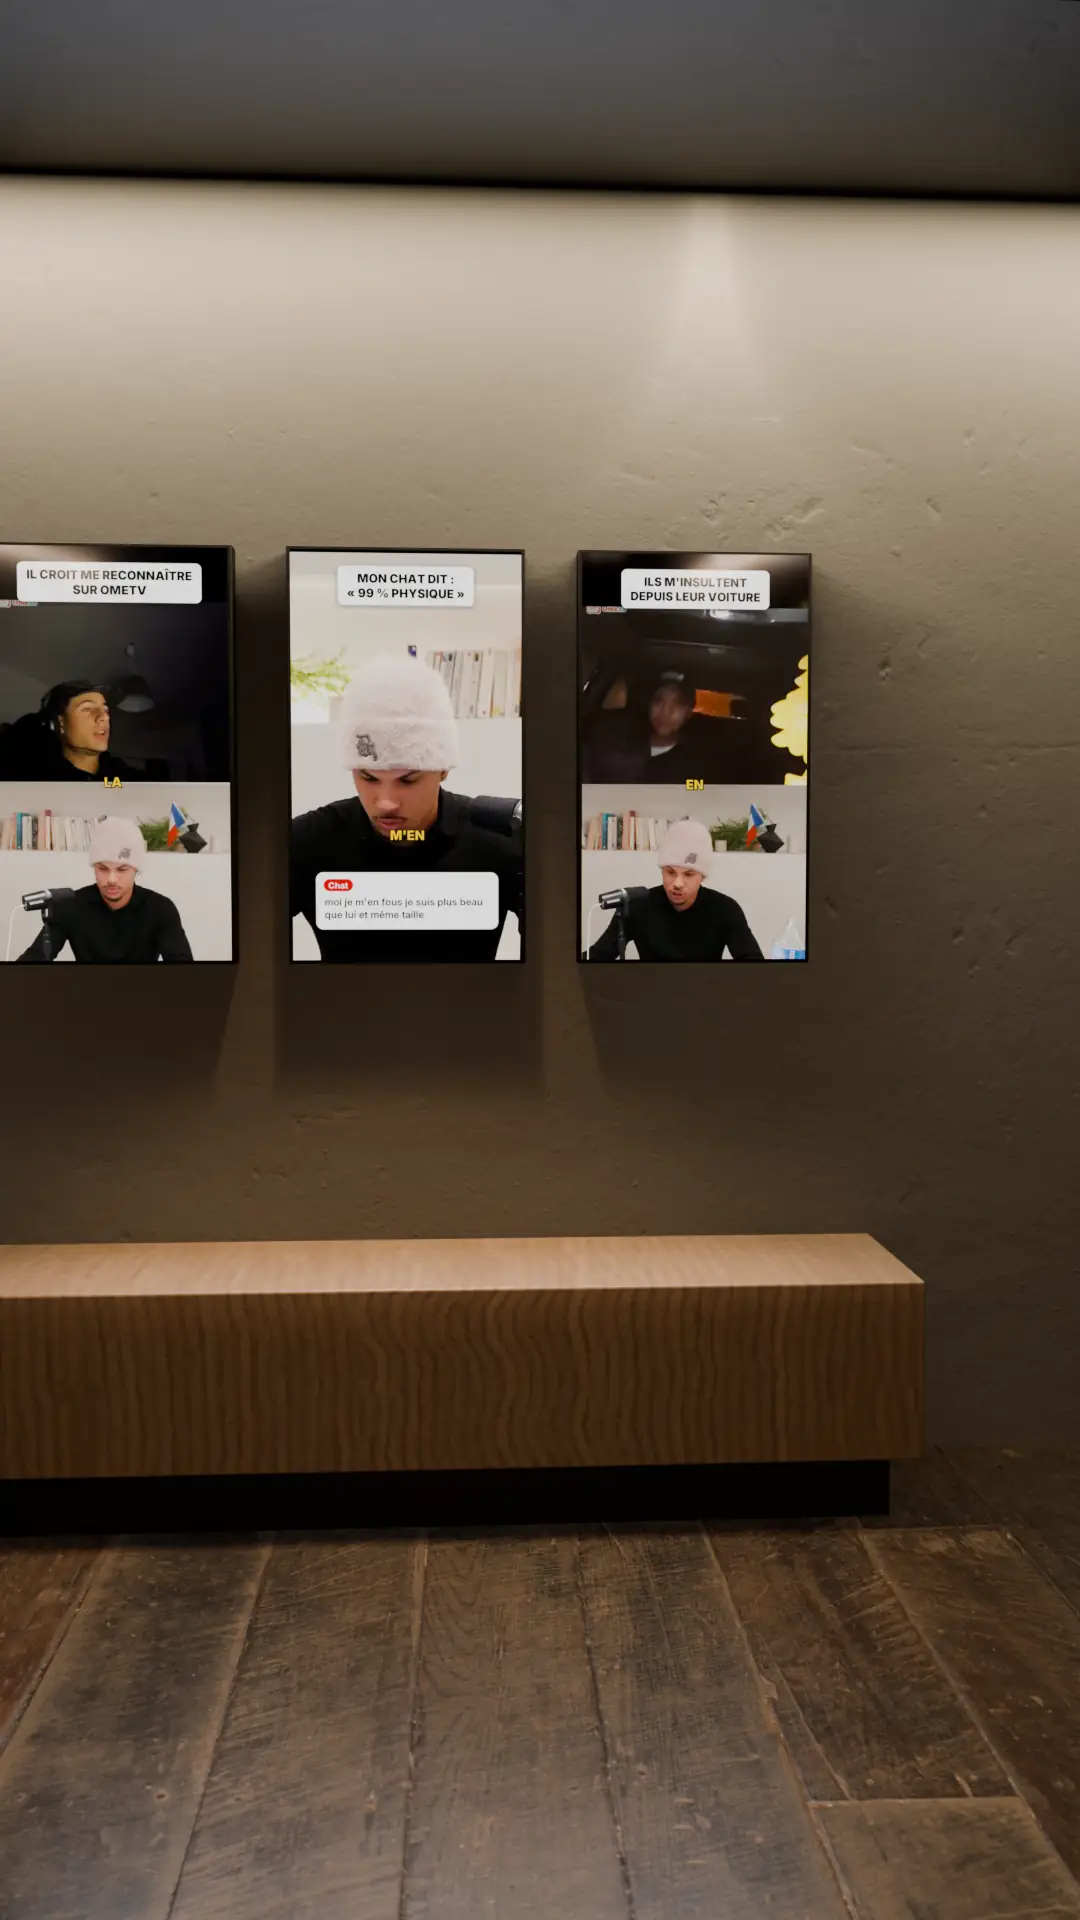 IL CROIT ME RECONNAÎTRE
SUR OMETV
LA
MON CHAT DIT :
« 99 % PHYSIQUE »
M'EN
Chat
moi je m'en fous je suis plus beau
que lui et même taille
ILS M'INSULTENT
DEPUIS LEUR VOITURE
EN